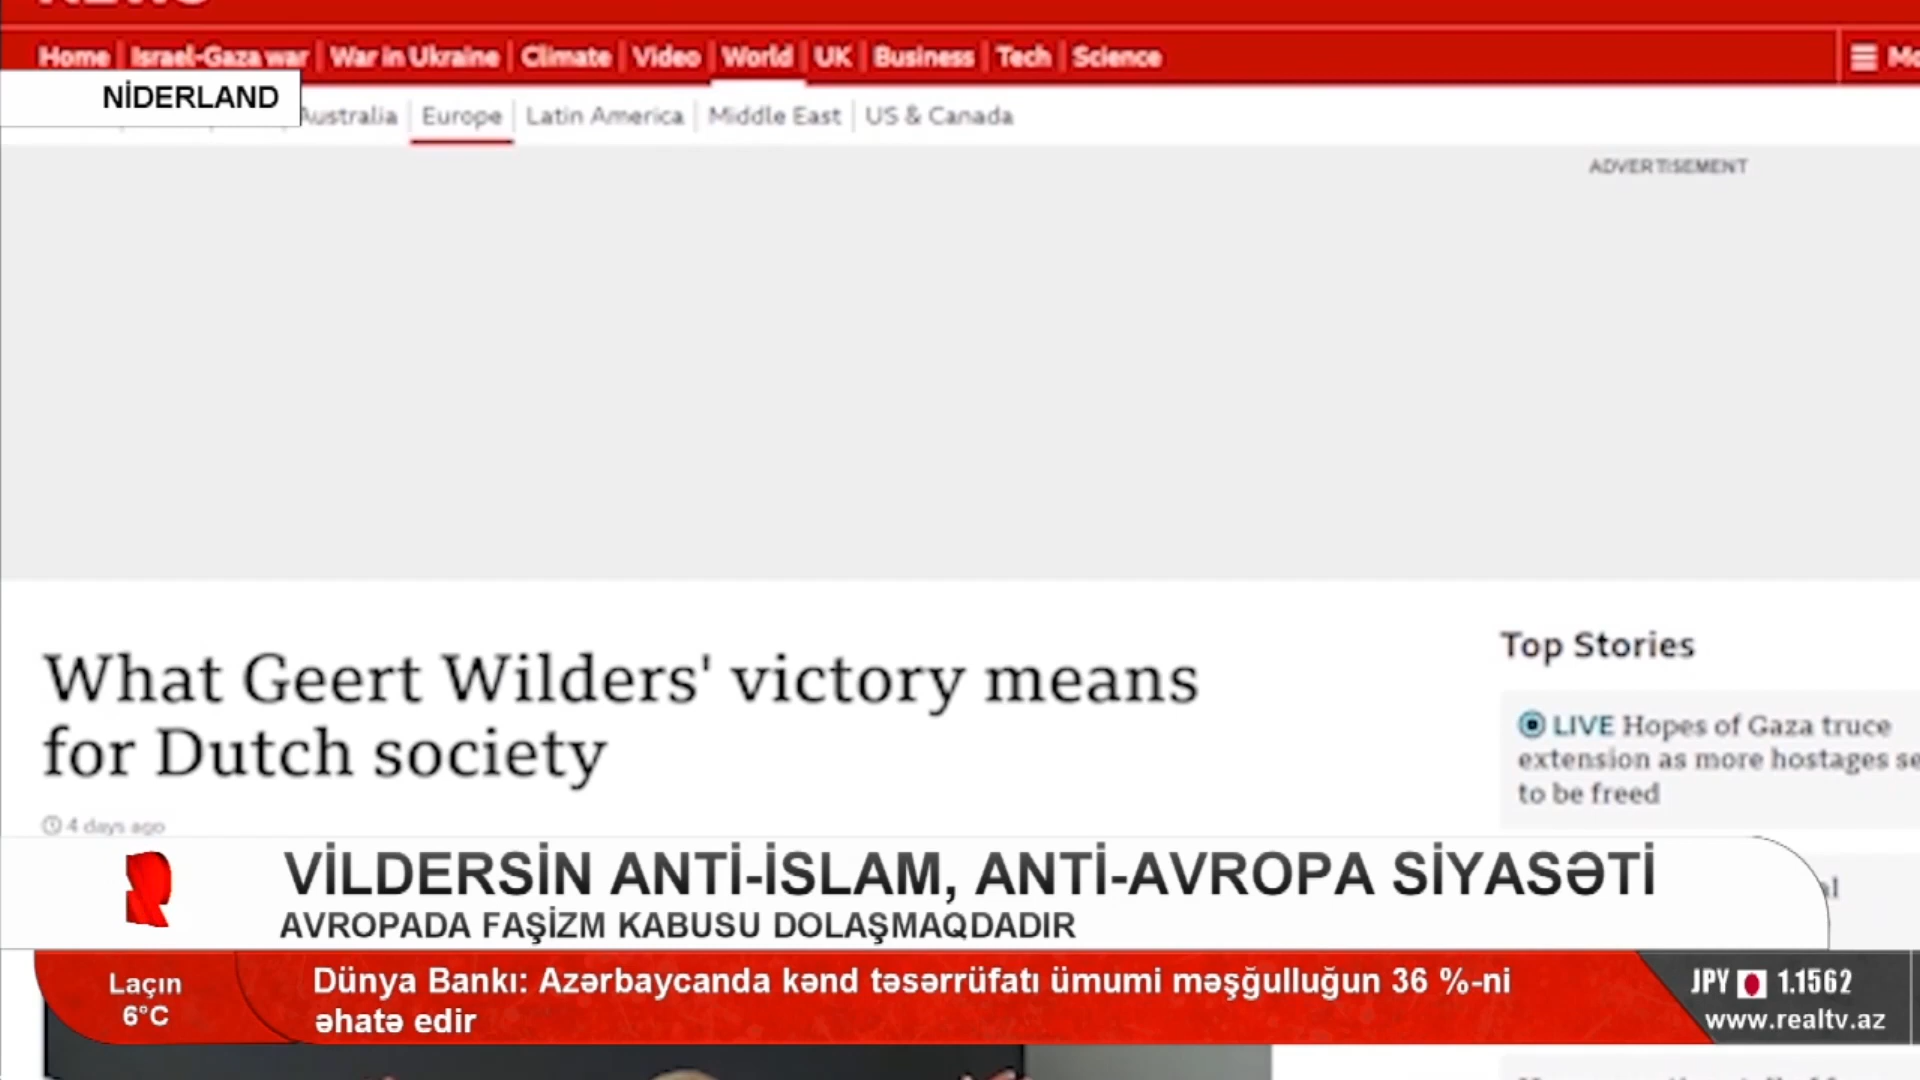 NEWS
Home Israel-Gaza war War in Ukraine Climate Video World UK Business Tech Science
NİDERLAND
Australia Europe Latin America Middle East US & Canada
ADVERTISEMENT
What Geert Wilders' victory means
for Dutch society
4 days ago
Top Stories
LIVE Hopes of Gaza truce
extension as more hostages
to be freed
VİLDERSİN ANTİ-İSLAM, ANTİ-AVROPA SİYASƏTİ
AVROPADA FAŞİZM KABUSU DOLAŞMAQDADIR
Laçın
6°C
Dünya Bankı: Azərbaycanda kənd təsərrüfatı ümumi məşğulluğun 36 %-ni
əhatə edir
JPY 1.1562
www.realtv.az